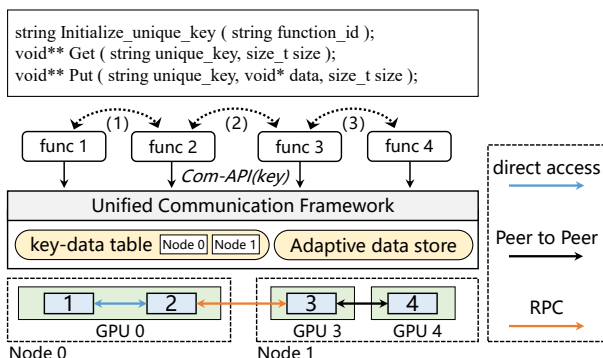 string Initialize_unique_key ( string function_id );
void** Get ( string unique_key, size_t size );
void** Put ( string unique_key, void* data, size_t size );
(1) (2) (3)
func 1 func 2 func 3 func 4
Com-API(key)
Unified Communication Framework
key-data table Node 0 Node 1 Adaptive data store
1 2 3 4
GPU 0 GPU 3 GPU 4
Node 0 Node 1
direct access
Peer to Peer
RPC